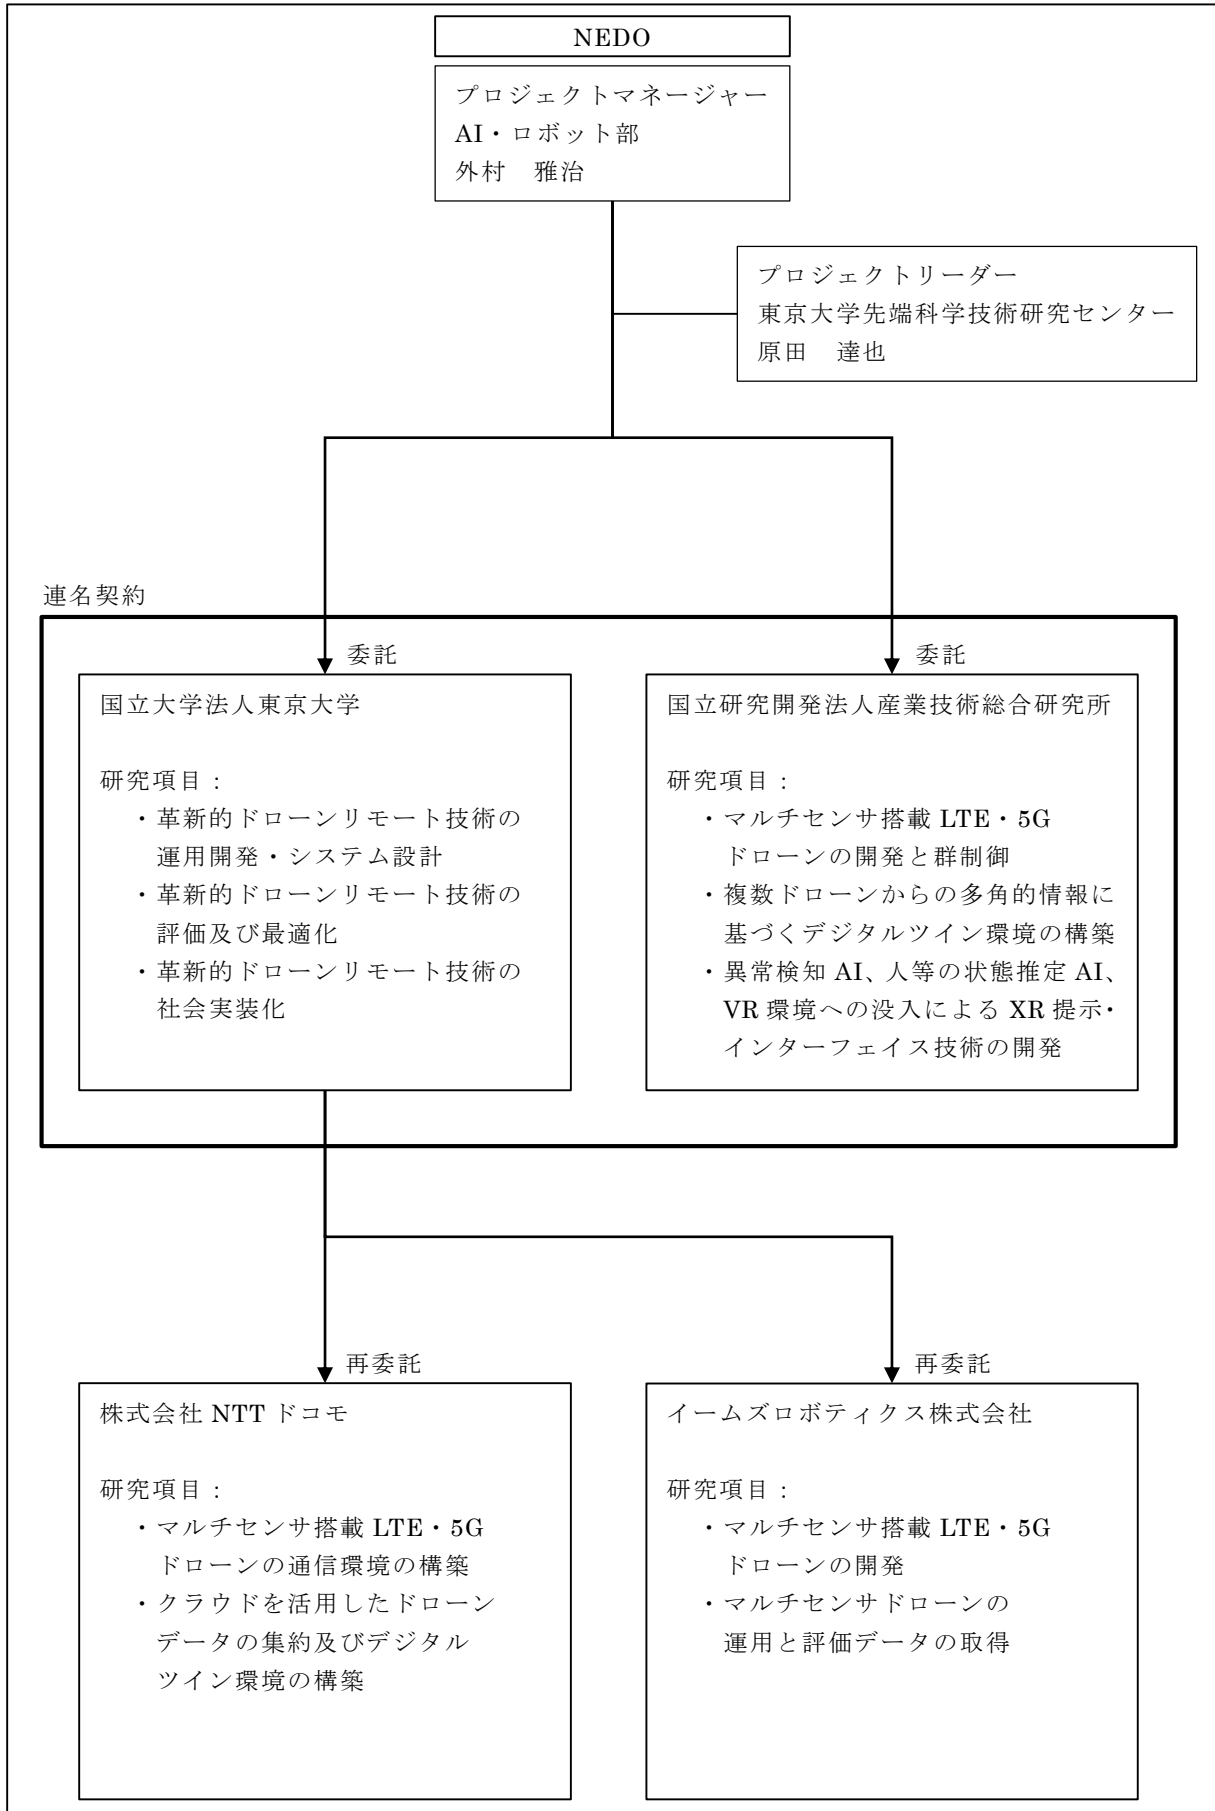 NEDO
プロジェクトマネージャー
AI・ロボット部
外村　雅治
プロジェクトリーダー
東京大学先端科学技術研究センター
原田　達也
連名契約
委託
国立大学法人東京大学
研究項目：
・革新的ドローンリモート技術の
運用開発・システム設計
・革新的ドローンリモート技術の
評価及び最適化
・革新的ドローンリモート技術の
社会実装化
委託
国立研究開発法人産業技術総合研究所
研究項目：
・マルチセンサ搭載 LTE・5G
ドローンの開発と群制御
・複数ドローンからの多角的情報に
基づくデジタルツイン環境の構築
・異常検知 AI、人等の状態推定 AI、
VR 環境への没入による XR 提示・
インターフェイス技術の開発
再委託
株式会社 NTT ドコモ
研究項目：
・マルチセンサ搭載 LTE・5G
ドローンの通信環境の構築
・クラウドを活用したドローン
データの集約及びデジタル
ツイン環境の構築
再委託
イームズロボティクス株式会社
研究項目：
・マルチセンサ搭載 LTE・5G
ドローンの開発
・マルチセンサドローンの
運用と評価データの取得